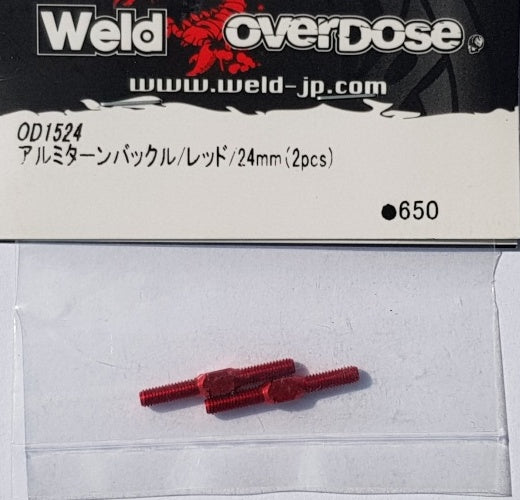 Weld OVERDOSE.
www.weld-jp.com
OD1524
アルミターンバックル/レッド/24mm(2pcs)
●650